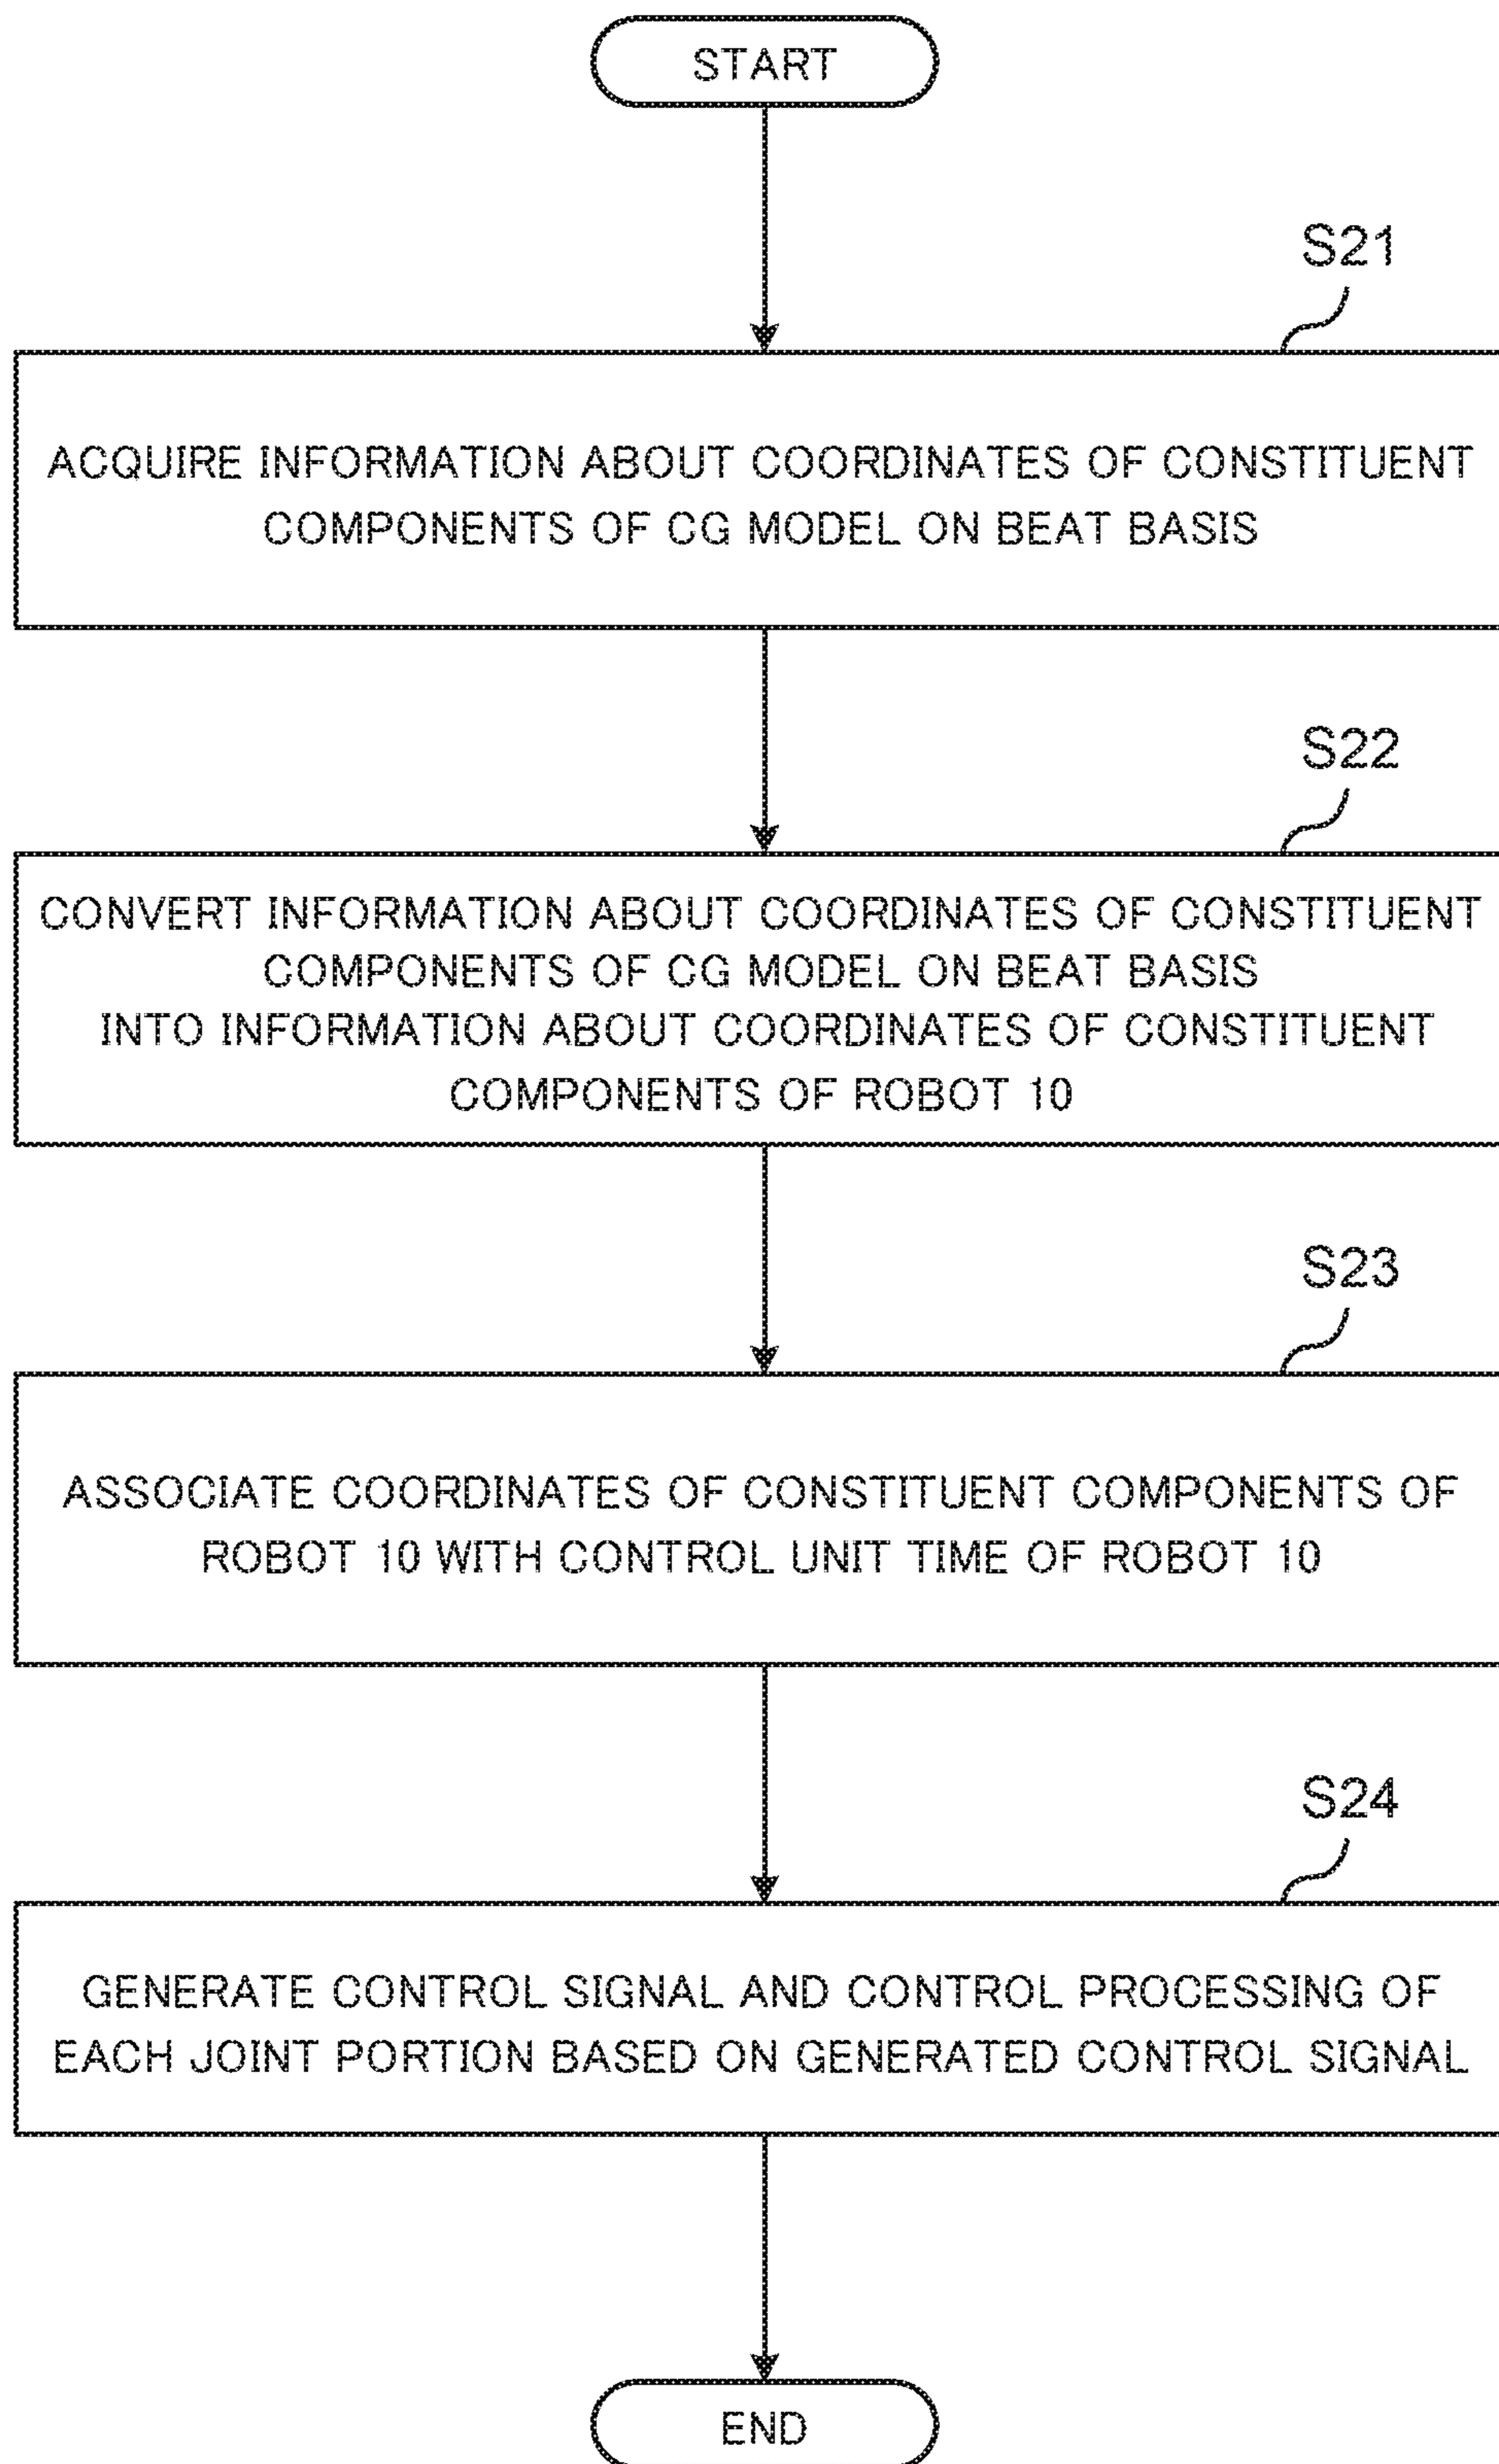 START
S21
ACQUIRE INFORMATION ABOUT COORDINATES OF CONSTITUENT
COMPONENTS OF CG MODEL ON BEAT BASIS
S22
CONVERT INFORMATION ABOUT COORDINATES OF CONSTITUENT
COMPONENTS OF CG MODEL ON BEAT BASIS
INTO INFORMATION ABOUT COORDINATES OF CONSTITUENT
COMPONENTS OF ROBOT 10
S23
ASSOCIATE COORDINATES OF CONSTITUENT COMPONENTS OF
ROBOT 10 WITH CONTROL UNIT TIME OF ROBOT 10
S24
GENERATE CONTROL SIGNAL AND CONTROL PROCESSING OF
EACH JOINT PORTION BASED ON GENERATED CONTROL SIGNAL
END